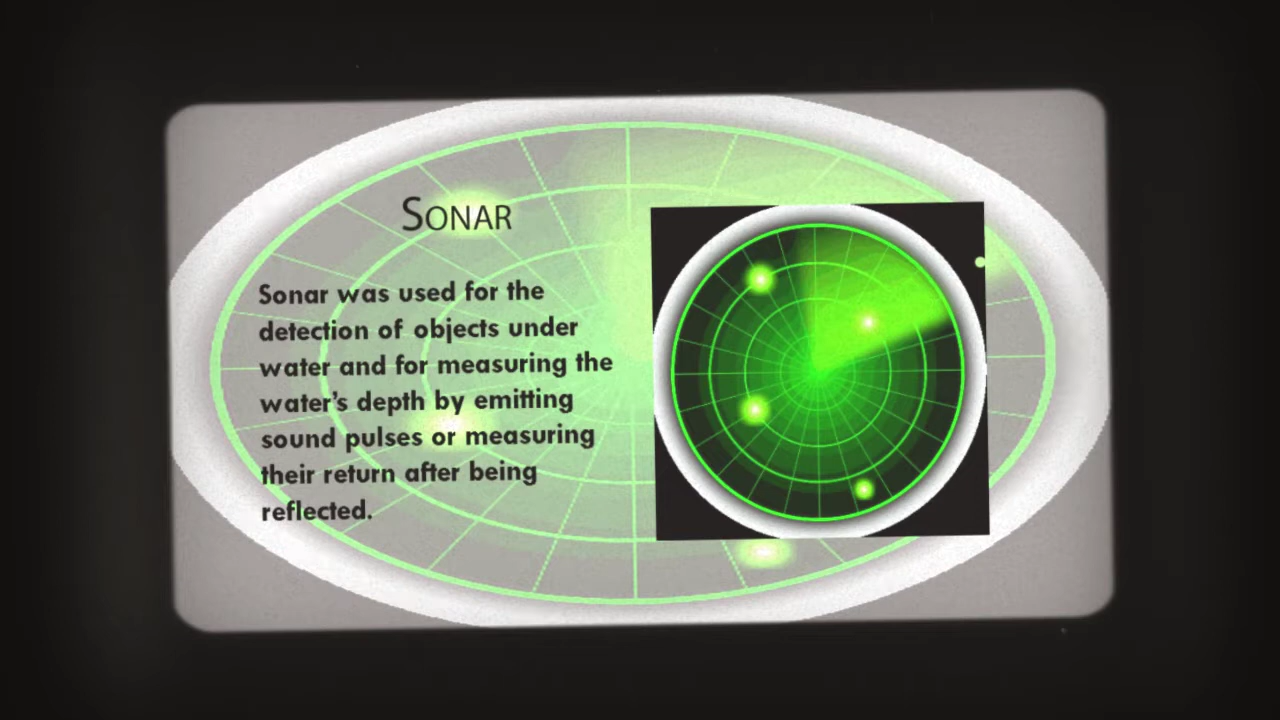 Sonar
Sonar was used for the
detection of objects under
water and for measuring the
water's depth by emitting
sound pulses or measuring
their return after being
reflected.